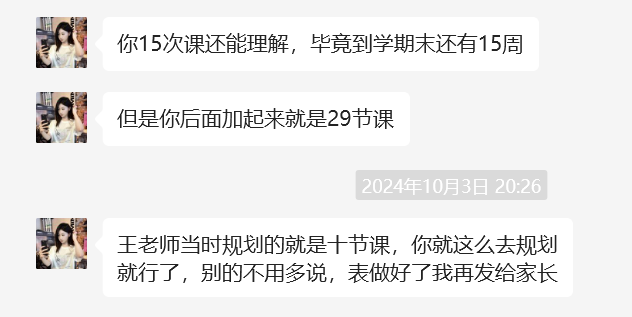 你15次课还能理解，毕竟到学期末还有15周
但是你后面加起来就是29节课
2024年10月3日 20:26
王老师当时规划的就是十节课，你就这么去规划
就行了，别的不用多说，表做好了我再发给家长